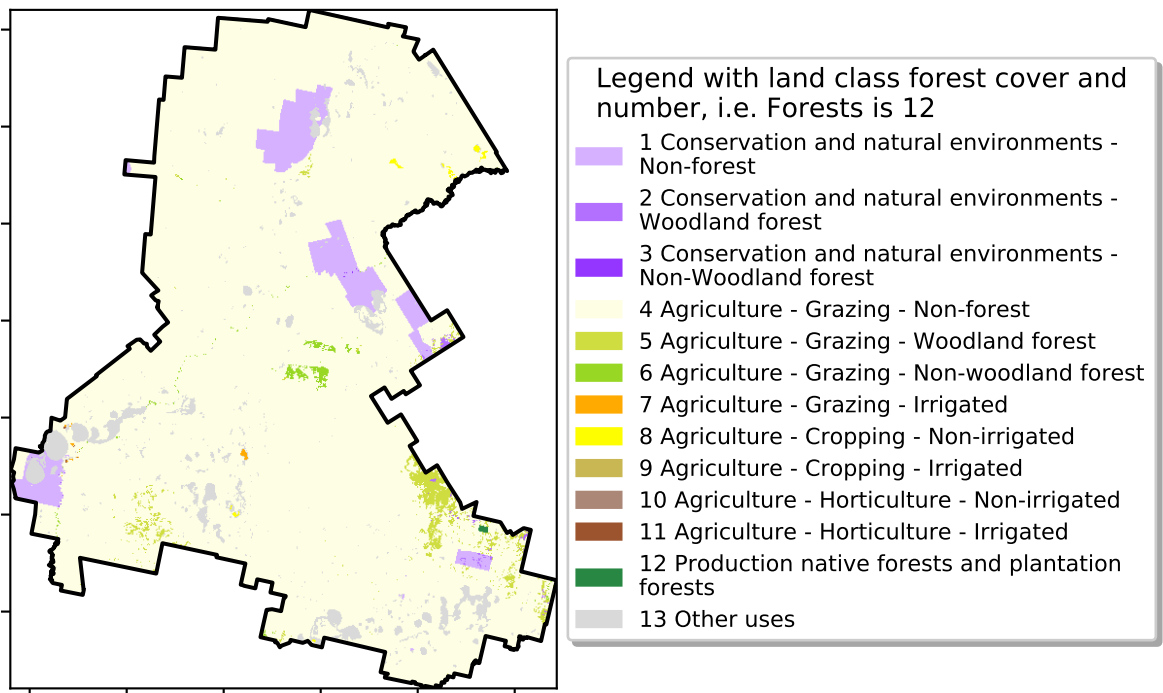 Legend with land class forest cover and
number, i.e. Forests is 12
1 Conservation and natural environments -
Non-forest
2 Conservation and natural environments -
Woodland forest
3 Conservation and natural environments -
Non-Woodland forest
4 Agriculture - Grazing - Non-forest
5 Agriculture - Grazing - Woodland forest
6 Agriculture - Grazing - Non-woodland forest
7 Agriculture - Grazing - Irrigated
8 Agriculture - Cropping - Non-irrigated
9 Agriculture - Cropping - Irrigated
10 Agriculture - Horticulture - Non-irrigated
11 Agriculture - Horticulture - Irrigated
12 Production native forests and plantation
forests
13 Other uses